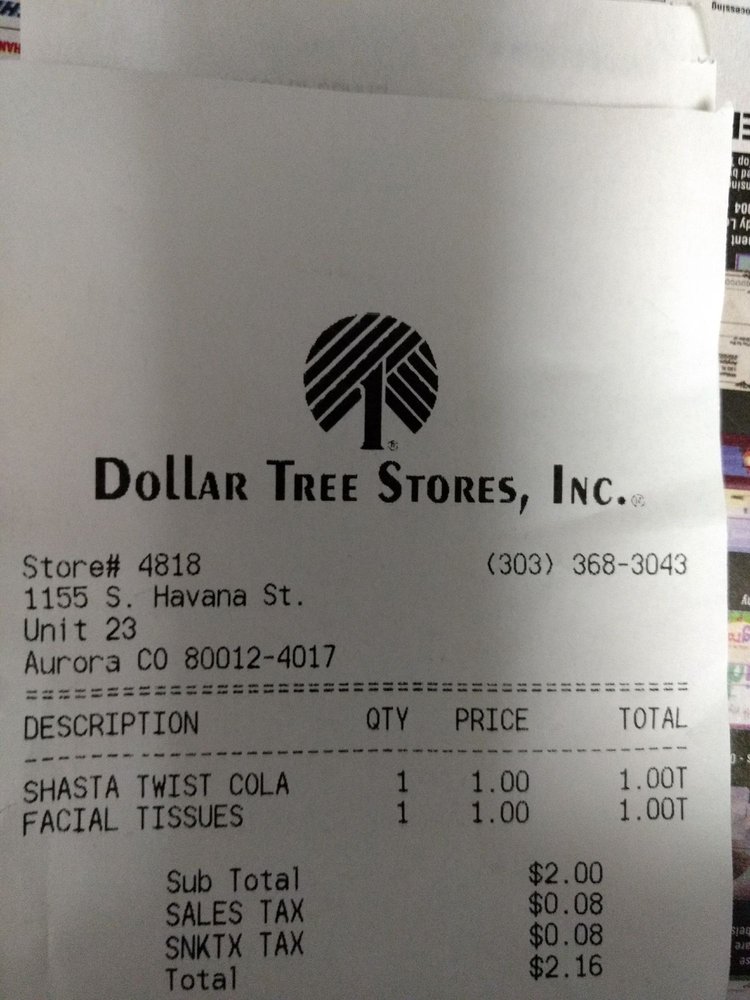 Dollar Tree Stores, Inc.
Store# 4818 (303) 368-3043
1155 S. Havana St.
Unit 23
Aurora CO 80012-4017
================================================
DESCRIPTION QTY PRICE TOTAL
------------------------------------------------
SHASTA TWIST COLA 1 1.00 1.00T
FACIAL TISSUES 1 1.00 1.00T
Sub Total $2.00
SALES TAX $0.08
SNKTX TAX $0.08
Total $2.16